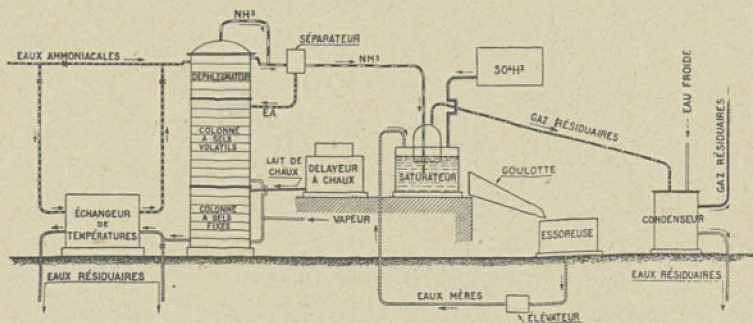 NH³
SÉPARATEUR
EAUX AMMONIACALES
NH³
DÉPHLEGMATEUR
SO⁴H²
EA
COLONNE
A SELS
VOLATILS
LAIT DE
CHAUX
DÉLAYEUR
À CHAUX
SATURATEUR
GOULOTTE
GAZ RÉSIDUAIRES
EAU FROIDE
GAZ RÉSIDUAIRES
ÉCHANGEUR
DE
TEMPÉRATURES
COLONNE
A SELS
FIXES
VAPEUR
ESSOREUSE
CONDENSEUR
EAUX RÉSIDUAIRES
EAUX MÈRES
ÉLÉVATEUR
EAUX RÉSIDUAIRES